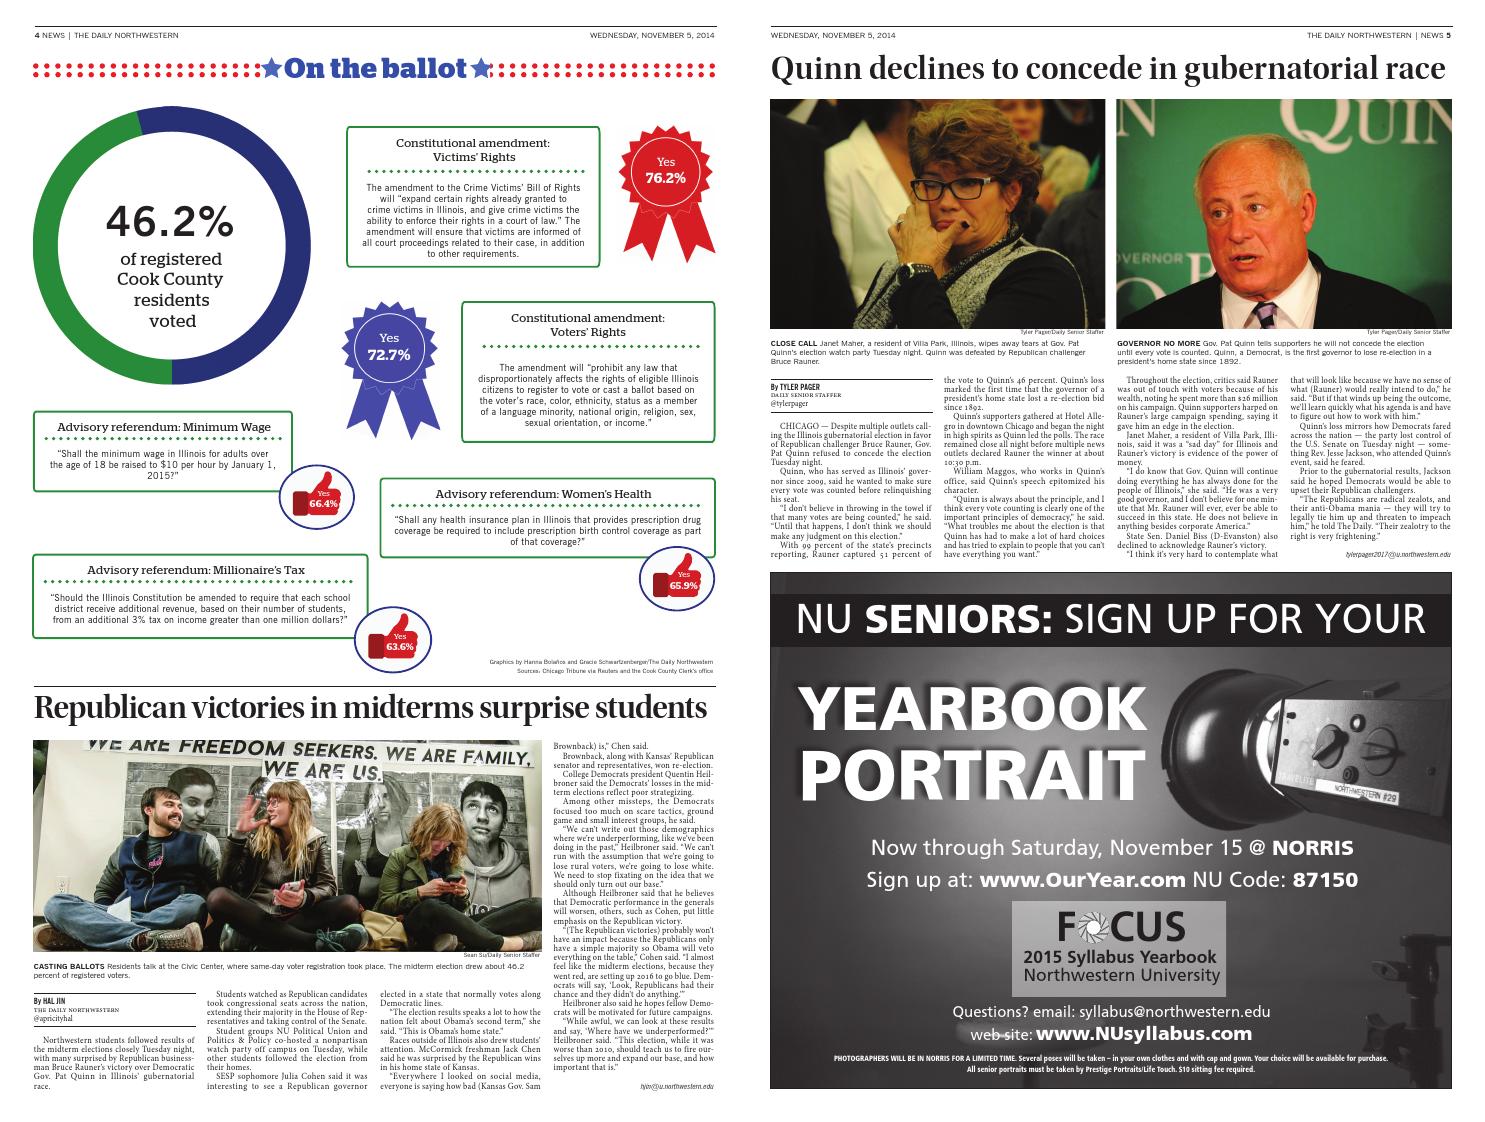 4 NEWS | THE DAILY NORTHWESTERN
WEDNESDAY, NOVEMBER 5, 2014
On the ballot
46.2%
of registered
Cook County
residents
voted
Constitutional amendment:
Victims' Rights
The amendment to the Crime Victims' Bill of Rights
will "expand certain rights already granted to
crime victims in Illinois, and give crime victims the
ability to enforce their rights in a court of law." The
amendment will ensure that victims are informed of
all court proceedings related to their case, in addition
to other requirements.
Yes
76.2%
Yes
72.7%
Constitutional amendment:
Voters' Rights
The amendment will "prohibit any law that
disproportionately affects the rights of eligible Illinois
citizens to register to vote or cast a ballot based on
the voter's race, color, ethnicity, status as a member
of a language minority, national origin, religion, sex,
sexual orientation, or income."
Advisory referendum: Minimum Wage
"Shall the minimum wage in Illinois for adults over
the age of 18 be raised to $10 per hour by January 1,
2015?"
Yes
66.4%
Advisory referendum: Women's Health
"Shall any health insurance plan in Illinois that provides prescription drug
coverage be required to include prescription birth control coverage as part
of that coverage?"
Yes
65.9%
Advisory referendum: Millionaire's Tax
"Should the Illinois Constitution be amended to require that each school
district receive additional revenue, based on their number of students,
from an additional 3% tax on income greater than one million dollars?"
Yes
63.6%
Graphics by Hanna Bolaños and Gracie Schwartzenberger/The Daily Northwestern
Sources: Chicago Tribune via Reuters and the Cook County Clerk's office
Republican victories in midterms surprise students
WE ARE FREEDOM SEEKERS. WE ARE FAMILY,
WE ARE US.
Sean Su/Daily Senior Staffer
CASTING BALLOTS Residents talk at the Civic Center, where same-day voter registration took place. The midterm election drew about 46.2
percent of registered voters.
By HAL JIN
THE DAILY NORTHWESTERN
@apricityhal
Northwestern students followed results of
the midterm elections closely Tuesday night,
with many surprised by Republican business-
man Bruce Rauner's victory over Democratic
Gov. Pat Quinn in Illinois' gubernatorial
race.
Students watched as Republican candidates
took congressional seats across the nation,
extending their majority in the House of Rep-
resentatives and taking control of the Senate.
Student groups NU Political Union and
Politics & Policy co-hosted a nonpartisan
watch party off campus on Tuesday, while
other students followed the election from
their homes.
SESP sophomore Julia Cohen said it was
interesting to see a Republican governor
elected in a state that normally votes along
Democratic lines.
"The election results speaks a lot to how the
nation felt about Obama's second term," she
said. "This is Obama's home state."
Races outside of Illinois also drew students'
attention. McCormick freshman Jack Chen
said he was surprised by the Republican wins
in his home state of Kansas.
"Everywhere I looked on social media,
everyone is saying how bad (Kansas Gov. Sam
Brownback) is," Chen said.
Brownback, along with Kansas' Republican
senator and representatives, won re-election.
College Democrats president Quentin Heil-
broner said the Democrats' losses in the mid-
term elections reflect poor strategizing.
Among other missteps, the Democrats
focused too much on scare tactics, ground
game and small interest groups, he said.
"We can't write out those demographics
where we're underperforming, like we've been
doing in the past," Heilbroner said. "We can't
run with the assumption that we're going to
lose rural voters, we're going to lose white.
We need to stop fixating on the idea that we
should only turn out our base."
Although Heilbroner said that he believes
that Democratic performance in the generals
will worsen, others, such as Cohen, put little
emphasis on the Republican victory.
"(The Republican victories) probably won't
have an impact because the Republicans only
have a simple majority so Obama will veto
everything on the table," Cohen said. "I almost
feel like the midterm elections, because they
went red, are setting up 2016 to go blue. Dem-
ocrats will say, 'Look, Republicans had their
chance and they didn't do anything.'"
Heilbroner also said he hopes fellow Demo-
crats will be motivated for future campaigns.
"While awful, we can look at these results
and say, 'Where have we underperformed?'"
Heilbroner said. "This election, while it was
worse than 2010, should teach us to fire our-
selves up more and expand our base, and how
important that is."
hjin@u.northwestern.edu
WEDNESDAY, NOVEMBER 5, 2014
THE DAILY NORTHWESTERN | NEWS 5
Quinn declines to concede in gubernatorial race
N QUIN
GOVERNOR
Tyler Pager/Daily Senior Staffer
Tyler Pager/Daily Senior Staffer
CLOSE CALL Janet Maher, a resident of Villa Park, Illinois, wipes away tears at Gov. Pat
Quinn's election watch party Tuesday night. Quinn was defeated by Republican challenger
Bruce Rauner.
GOVERNOR NO MORE Gov. Pat Quinn tells supporters he will not concede the election
until every vote is counted. Quinn, a Democrat, is the first governor to lose re-election in a
president's home state since 1892.
By TYLER PAGER
DAILY SENIOR STAFFER
@tylerpager
CHICAGO — Despite multiple outlets call-
ing the Illinois gubernatorial election in favor
of Republican challenger Bruce Rauner, Gov.
Pat Quinn refused to concede the election
Tuesday night.
Quinn, who has served as Illinois' gover-
nor since 2009, said he wanted to make sure
every vote was counted before relinquishing
his seat.
"I don't believe in throwing in the towel if
that many votes are being counted," he said.
"Until that happens, I don't think we should
make any judgment on this election."
With 99 percent of the state's precincts
reporting, Rauner captured 51 percent of
the vote to Quinn's 46 percent. Quinn's loss
marked the first time that the governor of a
president's home state lost a re-election bid
since 1892.
Quinn's supporters gathered at Hotel Alle-
gro in downtown Chicago and began the night
in high spirits as Quinn led the polls. The race
remained close all night before multiple news
outlets declared Rauner the winner at about
10:30 p.m.
William Maggos, who works in Quinn's
office, said Quinn's speech epitomized his
character.
"Quinn is always about the principle, and I
think every vote counting is clearly one of the
important principles of democracy," he said.
"What troubles me about the election is that
Quinn has had to make a lot of hard choices
and has tried to explain to people that you can't
have everything you want."
Throughout the election, critics said Rauner
was out of touch with voters because of his
wealth, noting he spent more than $26 million
on his campaign. Quinn supporters harped on
Rauner's large campaign spending, saying it
gave him an edge in the election.
Janet Maher, a resident of Villa Park, Illi-
nois, said it was a "sad day" for Illinois and
Rauner's victory is evidence of the power of
money.
"I do know that Gov. Quinn will continue
doing everything he has always done for the
people of Illinois," she said. "He was a very
good governor, and I don't believe for one min-
ute that Mr. Rauner will ever, ever be able to
succeed in this state. He does not believe in
anything besides corporate America."
State Sen. Daniel Biss (D-Evanston) also
declined to acknowledge Rauner's victory.
"I think it's very hard to contemplate what
that will look like because we have no sense of
what (Rauner) would really intend to do," he
said. "But if that winds up being the outcome,
we'll learn quickly what his agenda is and have
to figure out how to work with him."
Quinn's loss mirrors how Democrats fared
across the nation — the party lost control of
the U.S. Senate on Tuesday night — some-
thing Rev. Jesse Jackson, who attended Quinn's
event, said he feared.
Prior to the gubernatorial results, Jackson
said he hoped Democrats would be able to
upset their Republican challengers.
"The Republicans are radical zealots, and
their anti-Obama mania — they will try to
legally tie him up and threaten to impeach
him," he told The Daily. "Their zealotry to the
right is very frightening."
tylerpager2017@u.northwestern.edu
NU SENIORS: SIGN UP FOR YOUR
YEARBOOK
PORTRAIT
TRAVELITE
NORTHWESTERN #29
Now through Saturday, November 15 @ NORRIS
Sign up at: www.OurYear.com NU Code: 87150
FOCUS
2015 Syllabus Yearbook
Northwestern University
Questions? email: syllabus@northwestern.edu
web site: www.NUsyllabus.com
PHOTOGRAPHERS WILL BE IN NORRIS FOR A LIMITED TIME. Several poses will be taken – in your own clothes and with cap and gown. Your choice will be available for purchase.
All senior portraits must be taken by Prestige Portraits/Life Touch. $10 sitting fee required.